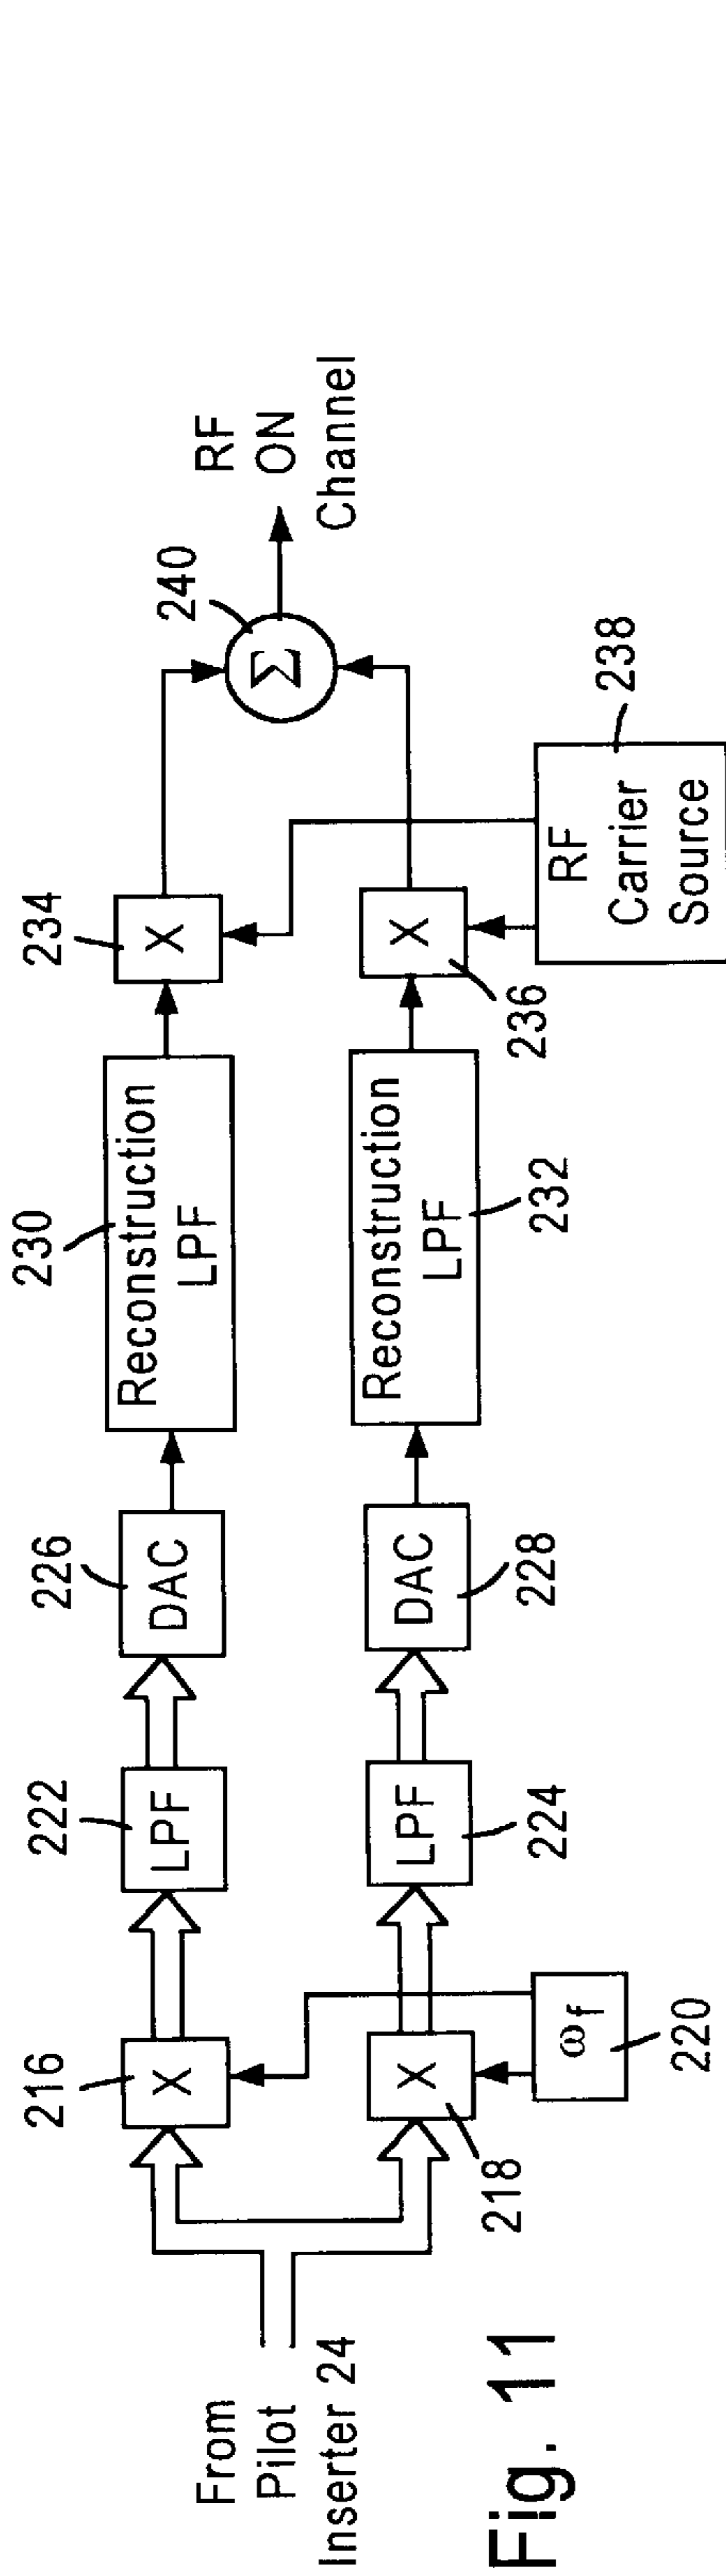 From
Pilot
Inserter 24
216
X
218
X
ωf
220
222
LPF
224
LPF
226
DAC
228
DAC
230
Reconstruction
LPF
232
Reconstruction
LPF
234
X
236
X
RF
Carrier
Source
238
240
Σ
RF
ON
Channel
Fig. 11